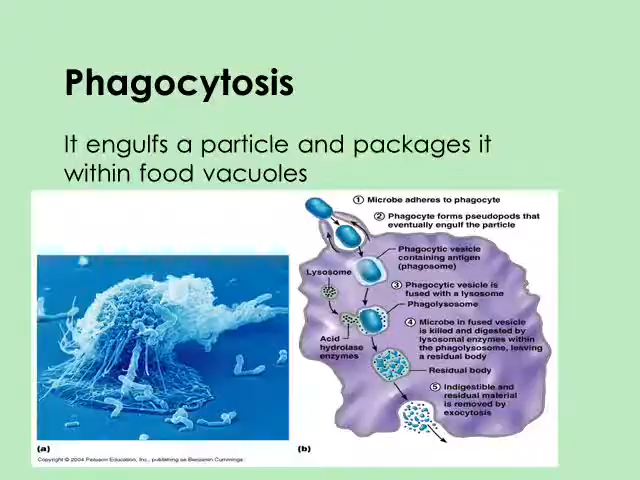 Phagocytosis
It engulfs a particle and packages it
within food vacuoles
① Microbe adheres to phagocyte
② Phagocyte forms pseudopods that
eventually engulf the particle
Phagocytic vesicle
containing antigen
(phagosome)
Lysosome
③ Phagocytic vesicle is
fused with a lysosome
Phagolysosome
Acid
hydrolase
enzymes
④ Microbe in fused vesicle
is killed and digested by
lysosomal enzymes within
the phagolysosome, leaving
a residual body
Residual body
⑤ Indigestible and
residual material
is removed by
exocytosis
(a)
(b)
Copyright © 2004 Pearson Education, Inc., publishing as Benjamin Cummings.